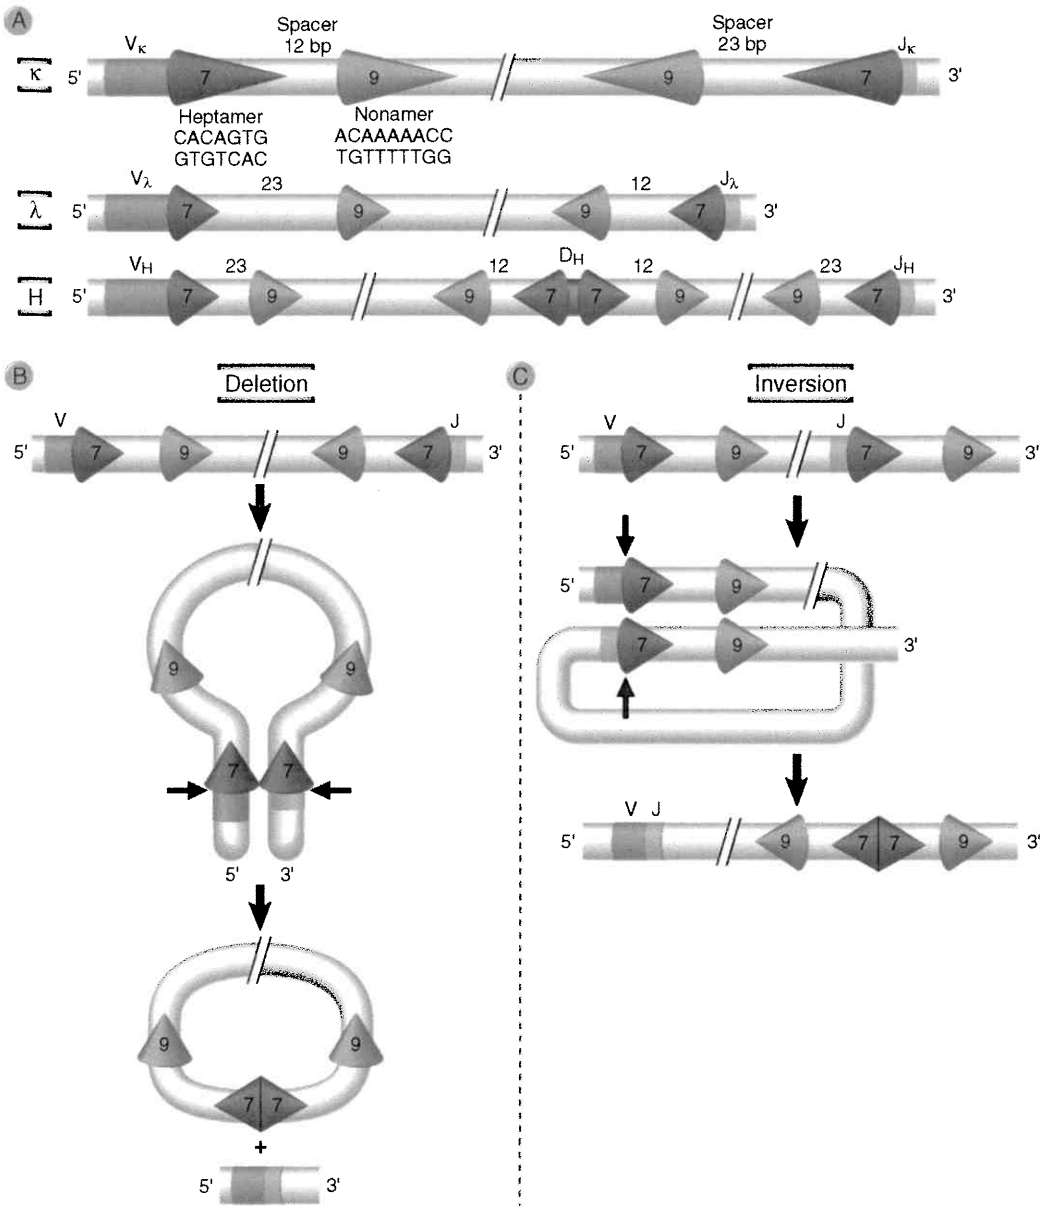 A
Spacer 12 bp
Spacer 23 bp
κ 5' Vκ 7 9 9 7 Jκ 3'
Heptamer
CACAGTG
GTGTCAC
Nonamer
ACAAAAACC
TGTTTTTGG
λ 5' Vλ 7 23 9 9 12 7 Jλ 3'
H 5' VH 7 23 9 9 12 7 DH 7 12 9 9 23 7 JH 3'
B
Deletion
5' V 7 9 9 7 J 3'
9 9
7 7
5' 3'
9 9
7 7
+
5' 3'
C
Inversion
5' V 7 9 J 7 9 3'
5' 7 9
7 9 3'
5' V J 9 7 7 9 3'